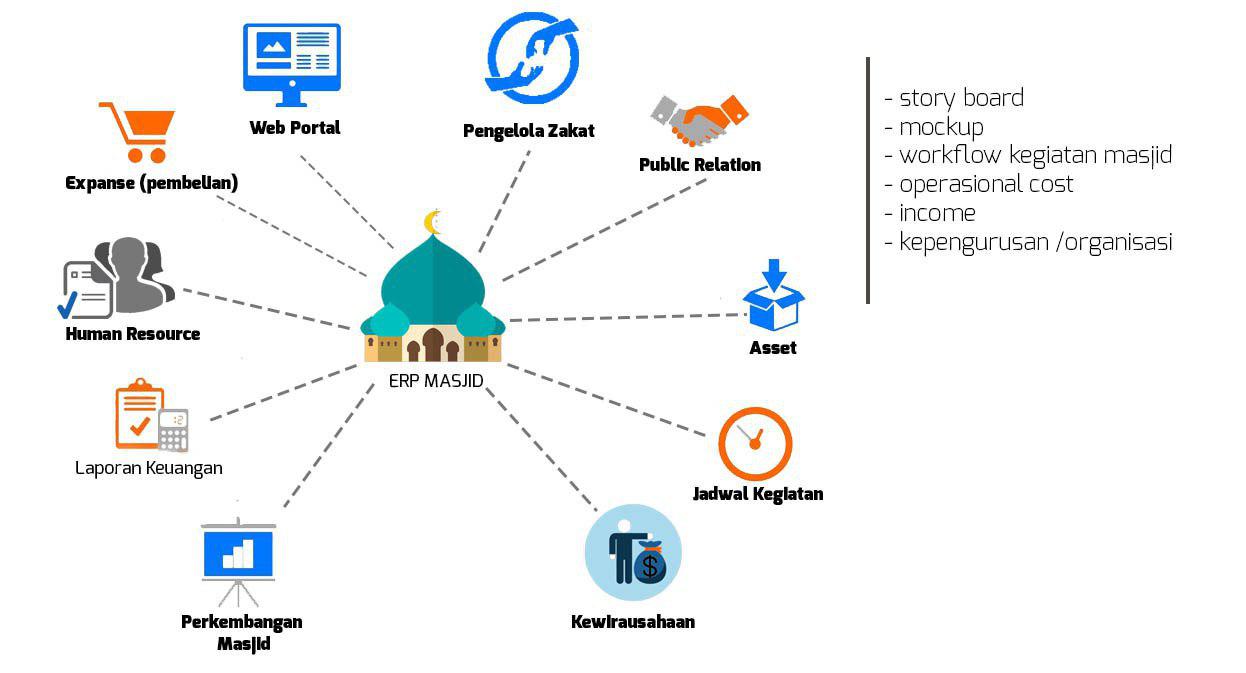 Web Portal
Pengelola Zakat
Public Relation
Expanse (pembelian)
Human Resource
ERP MASJID
Asset
Laporan Keuangan
Jadwal Kegiatan
Perkembangan
Masjid
Kewirausahaan
- story board
- mockup
- workflow kegiatan masjid
- operasional cost
- income
- kepengurusan /organisasi
$